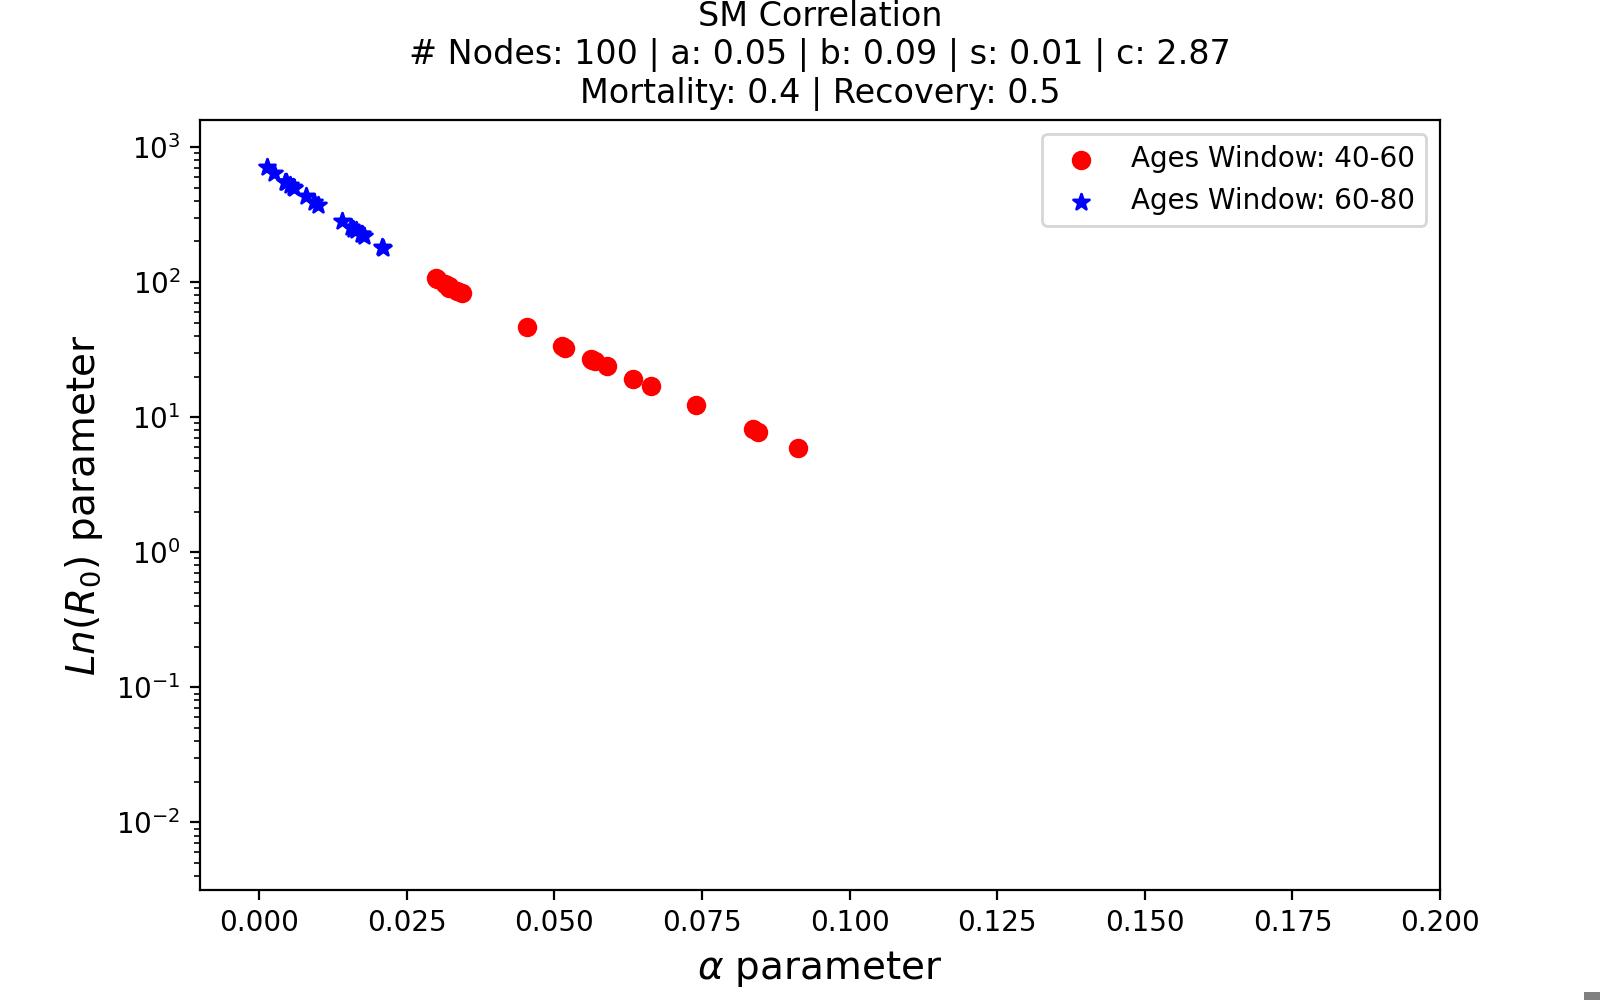 SM Correlation
# Nodes: 100 | a: 0.05 | b: 0.09 | s: 0.01 | c: 2.87
Mortality: 0.4 | Recovery: 0.5
Ages Window: 40-60
Ages Window: 60-80
Ln(R₀) parameter
10³
10²
10¹
10⁰
10⁻¹
10⁻²
0.000 0.025 0.050 0.075 0.100 0.125 0.150 0.175 0.200
α parameter